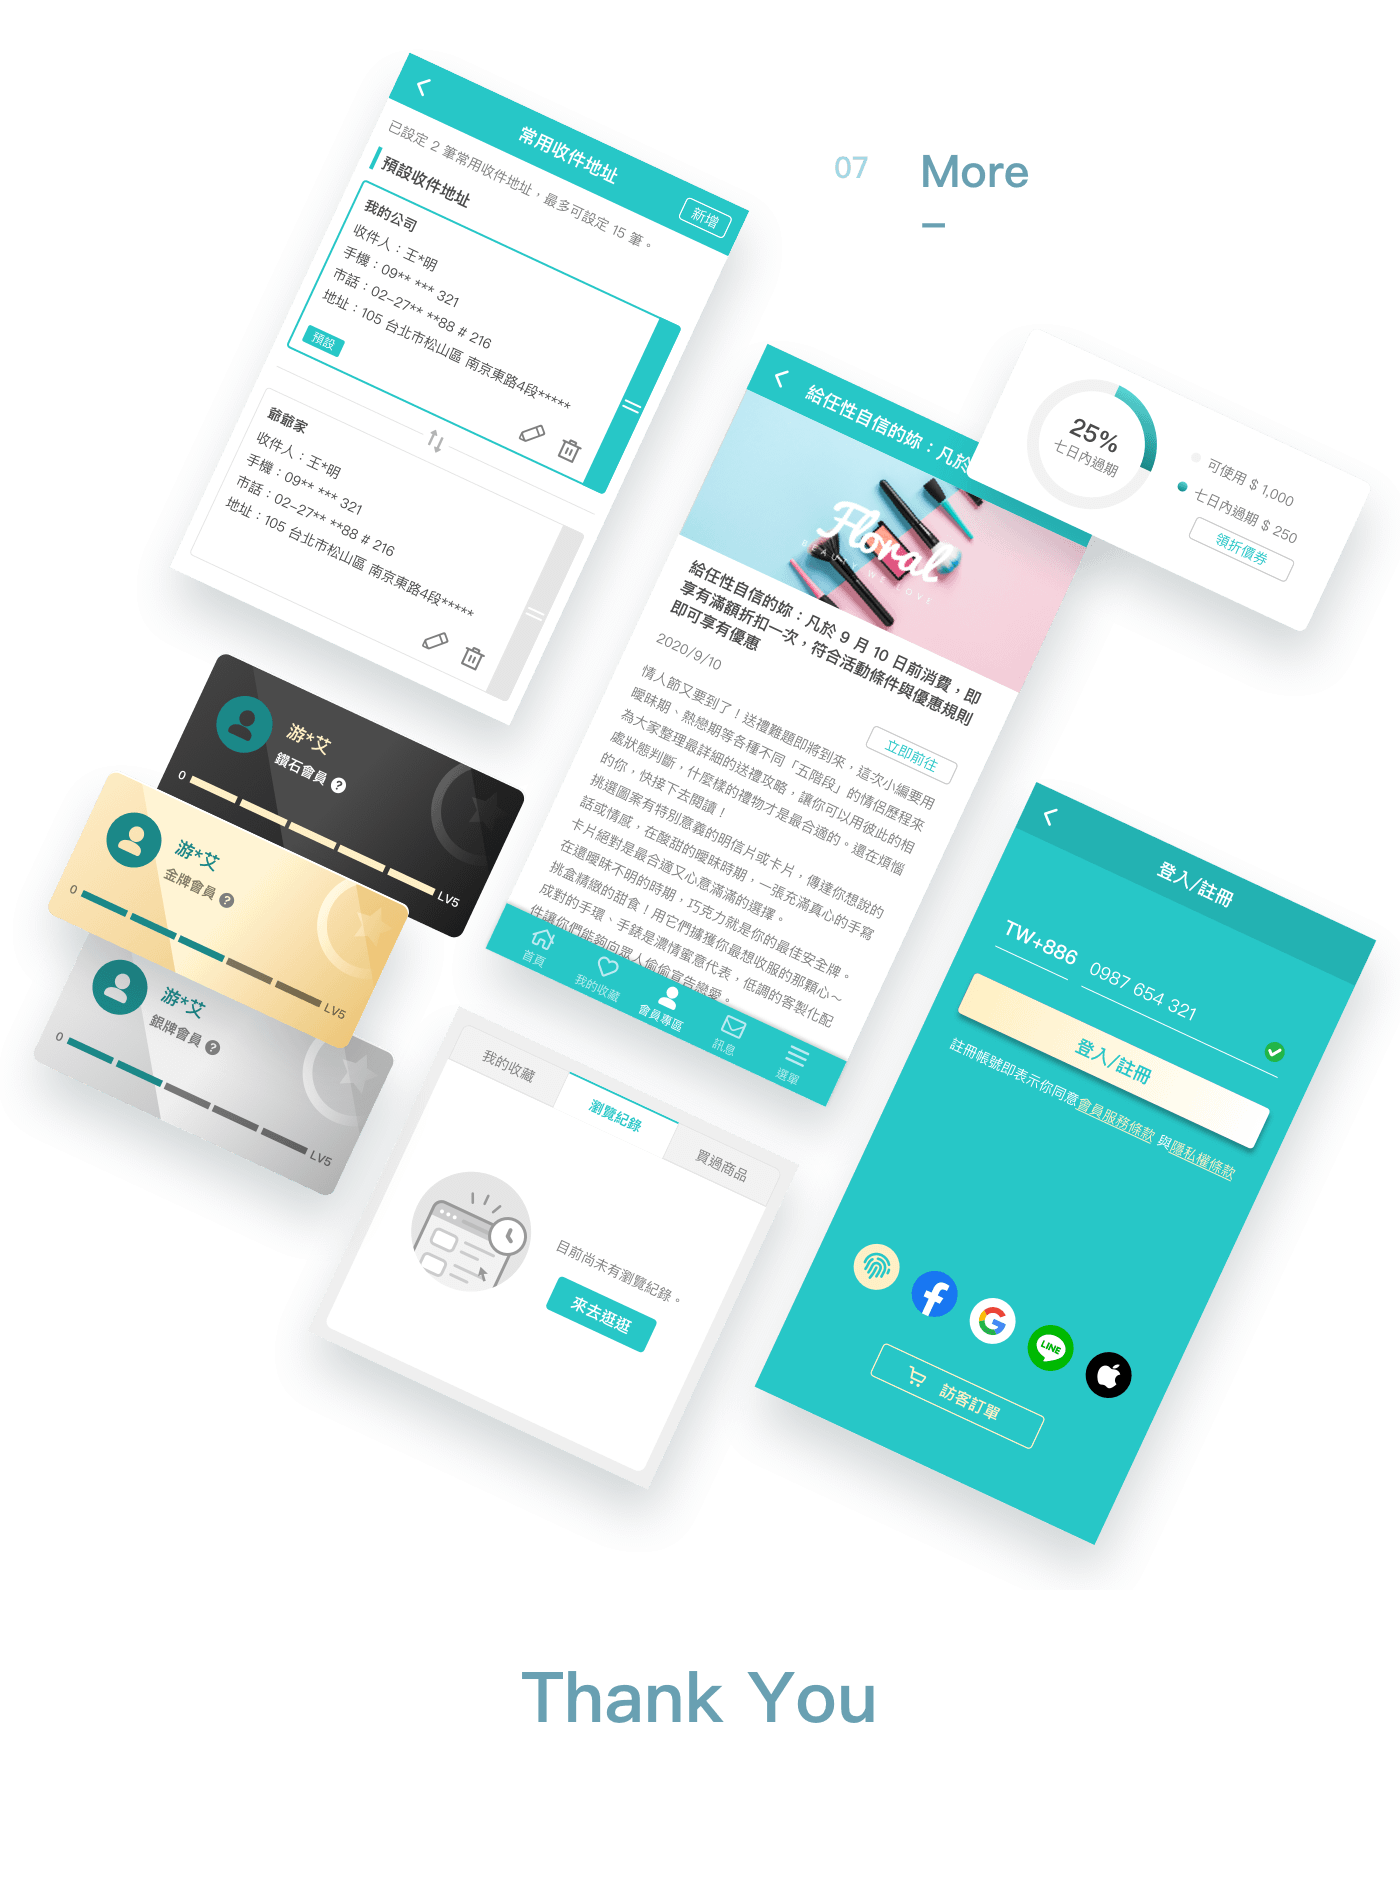 07
More
常用收件地址
新增
已設定 2 筆常用收件地址，最多可設定 15 筆。
預設收件地址
我的公司
收件人：王*明
手機：09** *** 321
市話：02-27** **88 # 216
地址：105 台北市松山區 南京東路4段*****
預設
爺爺家
收件人：王*明
手機：09** *** 321
市話：02-27** **88 # 216
地址：105 台北市松山區 南京東路4段*****
給任性自信的妳：凡於
Floral
BEAUTY WE LOVE
給任性自信的妳：凡於 9 月 10 日前消費，即
享有滿額折扣一次，符合活動條件與優惠規則
即可享有優惠
2020/9/10
立即前往
情人節又要到了！送禮難題即將到來，這次小編要用
曖昧期、熱戀期等各種不同「五階段」的情侶歷程來
為大家整理最詳細的送禮攻略，讓你可以用彼此的相
處狀態判斷，什麼樣的禮物才是最合適的。還在煩惱
的你，快接下去閱讀！
挑選圖案有特別意義的明信片或卡片，傳達你想說的
話或情感，在酸甜的曖昧時期，一張充滿真心的手寫
卡片絕對是最合適又心意滿滿的選擇。
在還曖昧不明的時期，巧克力就是你的最佳安全牌。
挑盒精緻的甜食！用它們擄獲你最想收服的那顆心～
成對的手環、手錶是濃情蜜意代表，低調的客製化配
件讓你們能夠向眾人偷偷宣告戀愛。
首頁
我的收藏
會員專區
訊息
選單
25%
七日內過期
可使用 $ 1,000
七日內過期 $ 250
領折價券
游*艾
鑽石會員 ?
0
LV5
游*艾
金牌會員 ?
0
LV5
游*艾
銀牌會員 ?
0
LV5
我的收藏
瀏覽紀錄
買過商品
目前尚未有瀏覽紀錄。
來去逛逛
登入/註冊
TW+886
0987 654 321
登入/註冊
註冊帳號即表示你同意會員服務條款 與隱私權條款
LINE
訪客訂單
Thank You